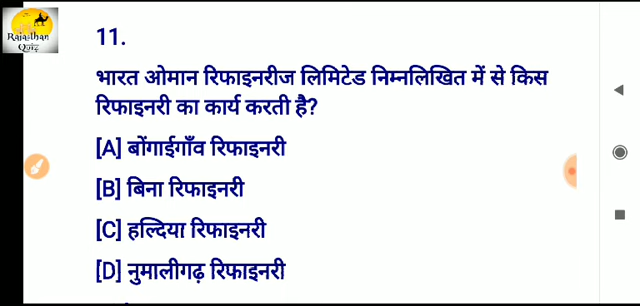 Rajasthan
Quiz
11.
भारत ओमान रिफाइनरीज लिमिटेड निम्नलिखित में से किस
रिफाइनरी का कार्य करती है?
[A] बोंगाईगाँव रिफाइनरी
[B] बिना रिफाइनरी
[C] हल्दिया रिफाइनरी
[D] नुमालीगढ़ रिफाइनरी